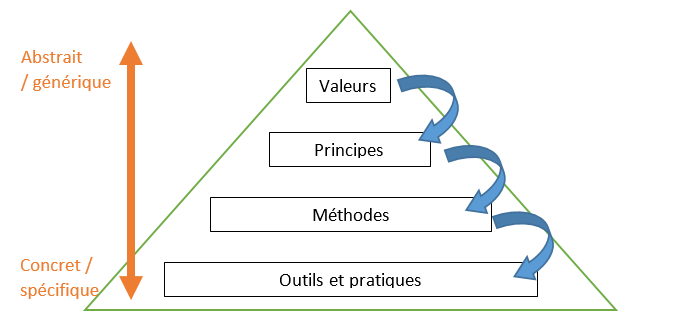 Abstrait
/ générique
Valeurs
Principes
Méthodes
Concret /
spécifique
Outils et pratiques